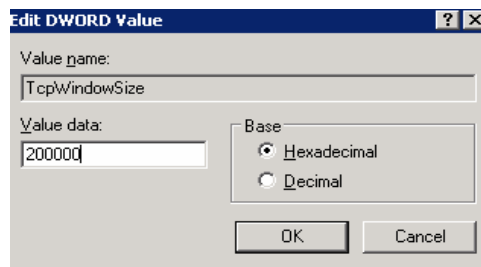 Edit DWORD Value
Value name:
TcpWindowSize
Value data:
200000
Base
Hexadecimal
Decimal
OK
Cancel